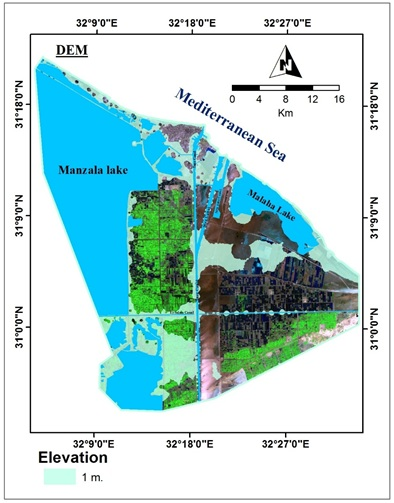 32°9'0"E 32°18'0"E 32°27'0"E
DEM
N
0 4 8 12 16
Km
Mediterranean Sea
Manzala lake
Malaha Lake
31°18'0"N
31°9'0"N
31°0'0"N
31°18'0"N
31°9'0"N
31°0'0"N
32°9'0"E 32°18'0"E 32°27'0"E
Elevation
1 m.